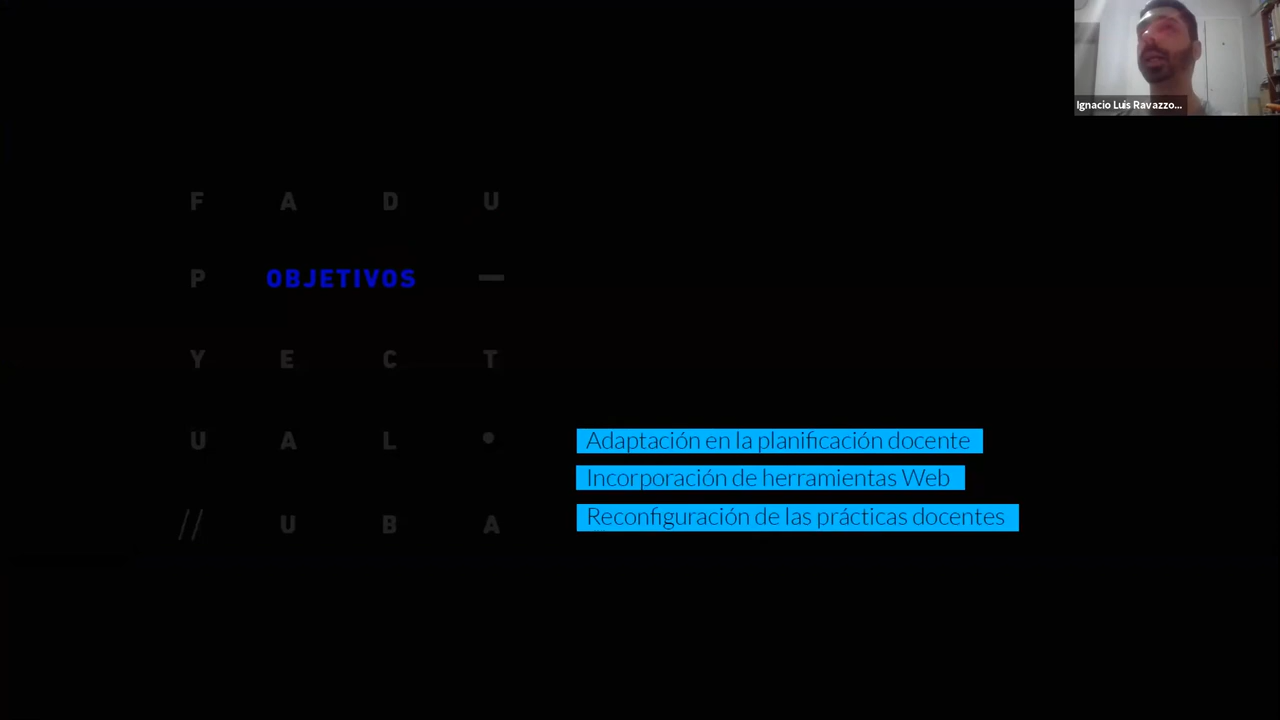 Ignacio Luis Ravazzo...
F A D U
P OBJETIVOS —
Y E C T
U A L •
// U B A
Adaptación en la planificación docente
Incorporación de herramientas Web
Reconfiguración de las prácticas docentes